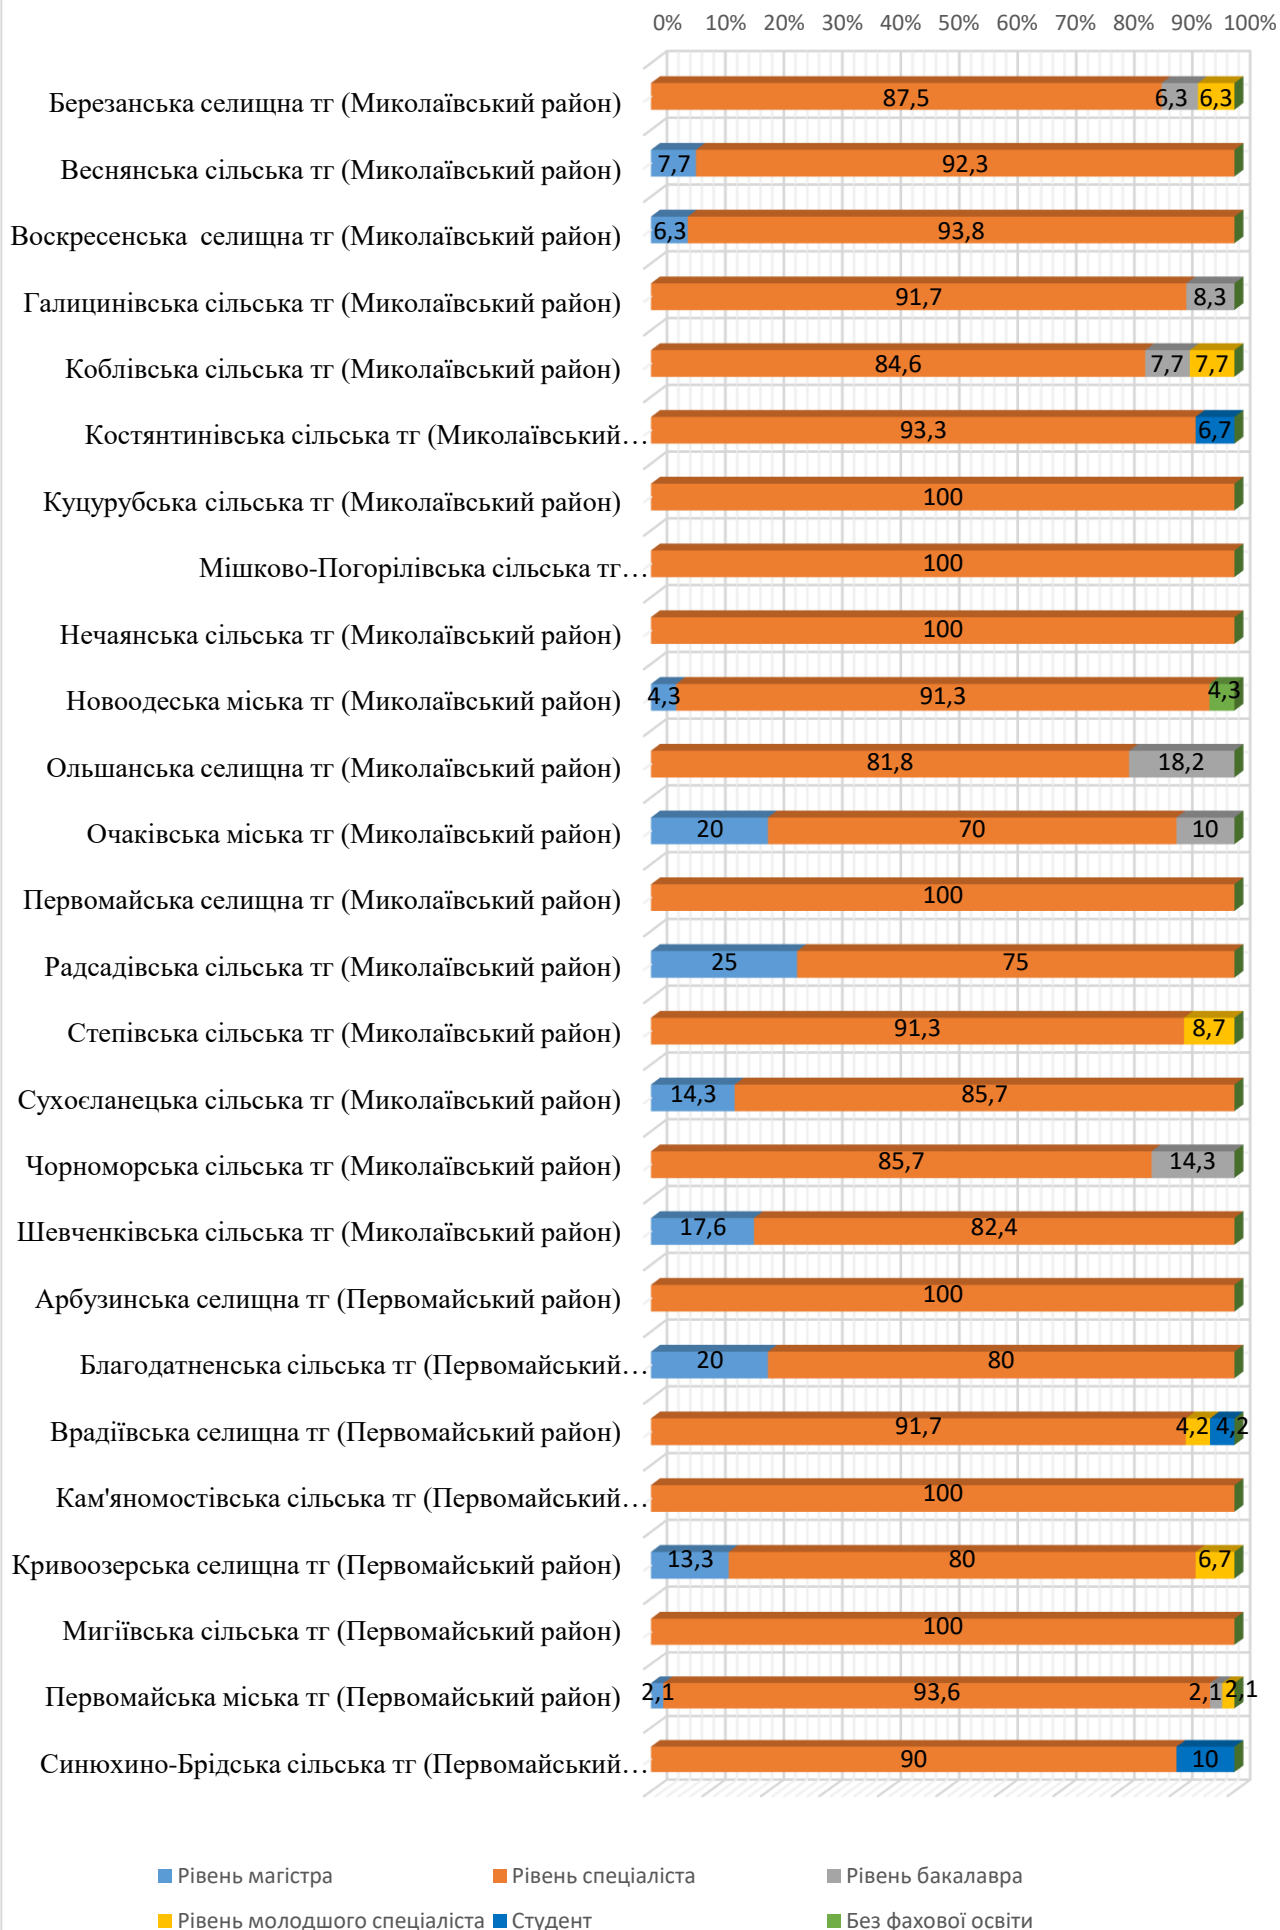 0% 10% 20% 30% 40% 50% 60% 70% 80% 90% 100%
Березанська селищна тг (Миколаївський район) 87,5 6,3 6,3
Веснянська сільська тг (Миколаївський район) 7,7 92,3
Воскресенська селищна тг (Миколаївський район) 6,3 93,8
Галицинівська сільська тг (Миколаївський район) 91,7 8,3
Коблівська сільська тг (Миколаївський район) 84,6 7,7 7,7
Костянтинівська сільська тг (Миколаївський… 93,3 6,7
Куцурубська сільська тг (Миколаївський район) 100
Мішково-Погорілівська сільська тг… 100
Нечаянська сільська тг (Миколаївський район) 100
Новоодеська міська тг (Миколаївський район) 4,3 91,3 4,3
Ольшанська селищна тг (Миколаївський район) 81,8 18,2
Очаківська міська тг (Миколаївський район) 20 70 10
Первомайська селищна тг (Миколаївський район) 100
Радсадівська сільська тг (Миколаївський район) 25 75
Степівська сільська тг (Миколаївський район) 91,3 8,7
Сухоєланецька сільська тг (Миколаївський район) 14,3 85,7
Чорноморська сільська тг (Миколаївський район) 85,7 14,3
Шевченківська сільська тг (Миколаївський район) 17,6 82,4
Арбузинська селищна тг (Первомайський район) 100
Благодатненська сільська тг (Первомайський… 20 80
Врадіївська селищна тг (Первомайський район) 91,7 4,2 4,2
Кам'яномостівська сільська тг (Первомайський… 100
Кривоозерська селищна тг (Первомайський район) 13,3 80 6,7
Мигіївська сільська тг (Первомайський район) 100
Первомайська міська тг (Первомайський район) 2,1 93,6 2,1 2,1
Синюхино-Брідська сільська тг (Первомайський… 90 10
Рівень магістра Рівень спеціаліста Рівень бакалавра
Рівень молодшого спеціаліста Студент Без фахової освіти